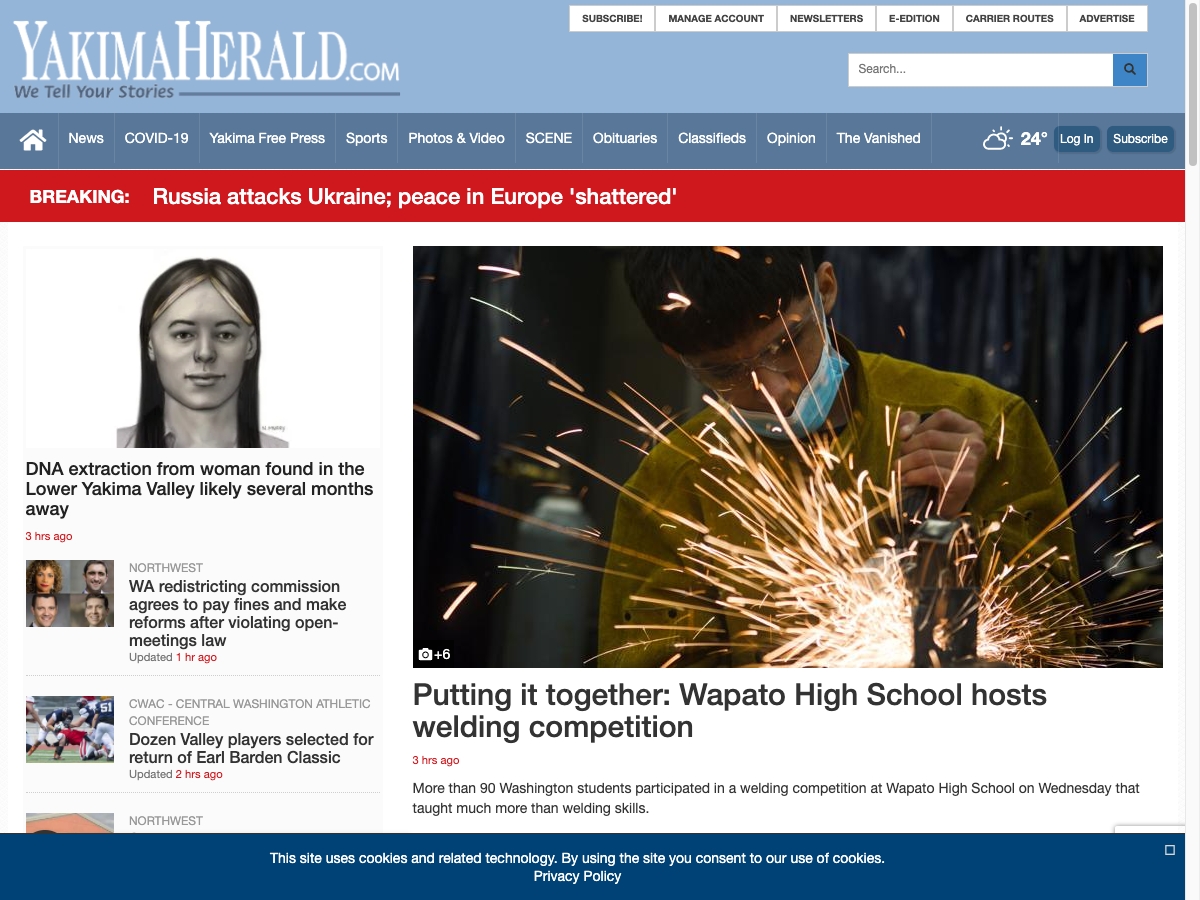 SUBSCRIBE!
MANAGE ACCOUNT
NEWSLETTERS
E-EDITION
CARRIER ROUTES
ADVERTISE
YAKIMAHERALD.COM
We Tell Your Stories
Search...
News
COVID-19
Yakima Free Press
Sports
Photos & Video
SCENE
Obituaries
Classifieds
Opinion
The Vanished
24°
Log In
Subscribe
BREAKING: Russia attacks Ukraine; peace in Europe 'shattered'
DNA extraction from woman found in the
Lower Yakima Valley likely several months
away
3 hrs ago
NORTHWEST
WA redistricting commission
agrees to pay fines and make
reforms after violating open-
meetings law
Updated 1 hr ago
51
CWAC - CENTRAL WASHINGTON ATHLETIC
CONFERENCE
Dozen Valley players selected for
return of Earl Barden Classic
Updated 2 hrs ago
NORTHWEST
+6
Putting it together: Wapato High School hosts
welding competition
3 hrs ago
More than 90 Washington students participated in a welding competition at Wapato High School on Wednesday that
taught much more than welding skills.
This site uses cookies and related technology. By using the site you consent to our use of cookies.
Privacy Policy